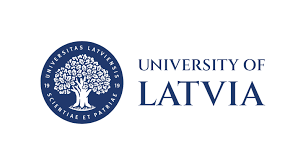 UNIVERSITAS LATVIENSIS
19 19
SCIENTIAE ET PATRIAE
UNIVERSITY OF
LATVIA